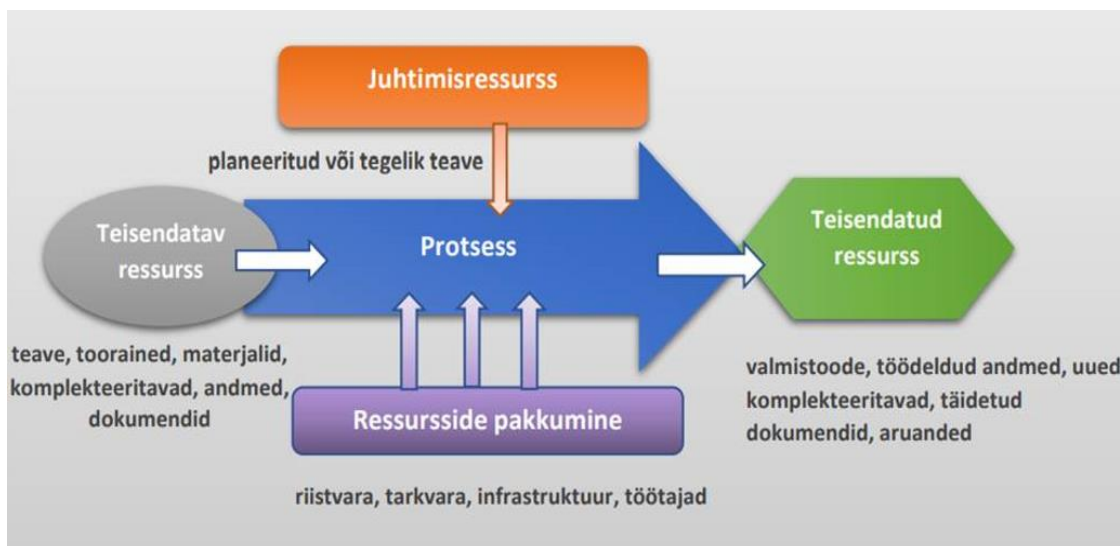 Juhtimisressurss
planeeritud või tegelik teave
Teisendatav
ressurss
Protsess
Teisendatud
ressurss
teave, toorained, materjalid,
komplekteeritavad, andmed,
dokumendid
valmistoode, töödeldud andmed, uued
komplekteeritavad, täidetud
dokumendid, aruanded
Ressursside pakkumine
riistvara, tarkvara, infrastruktuur, töötajad